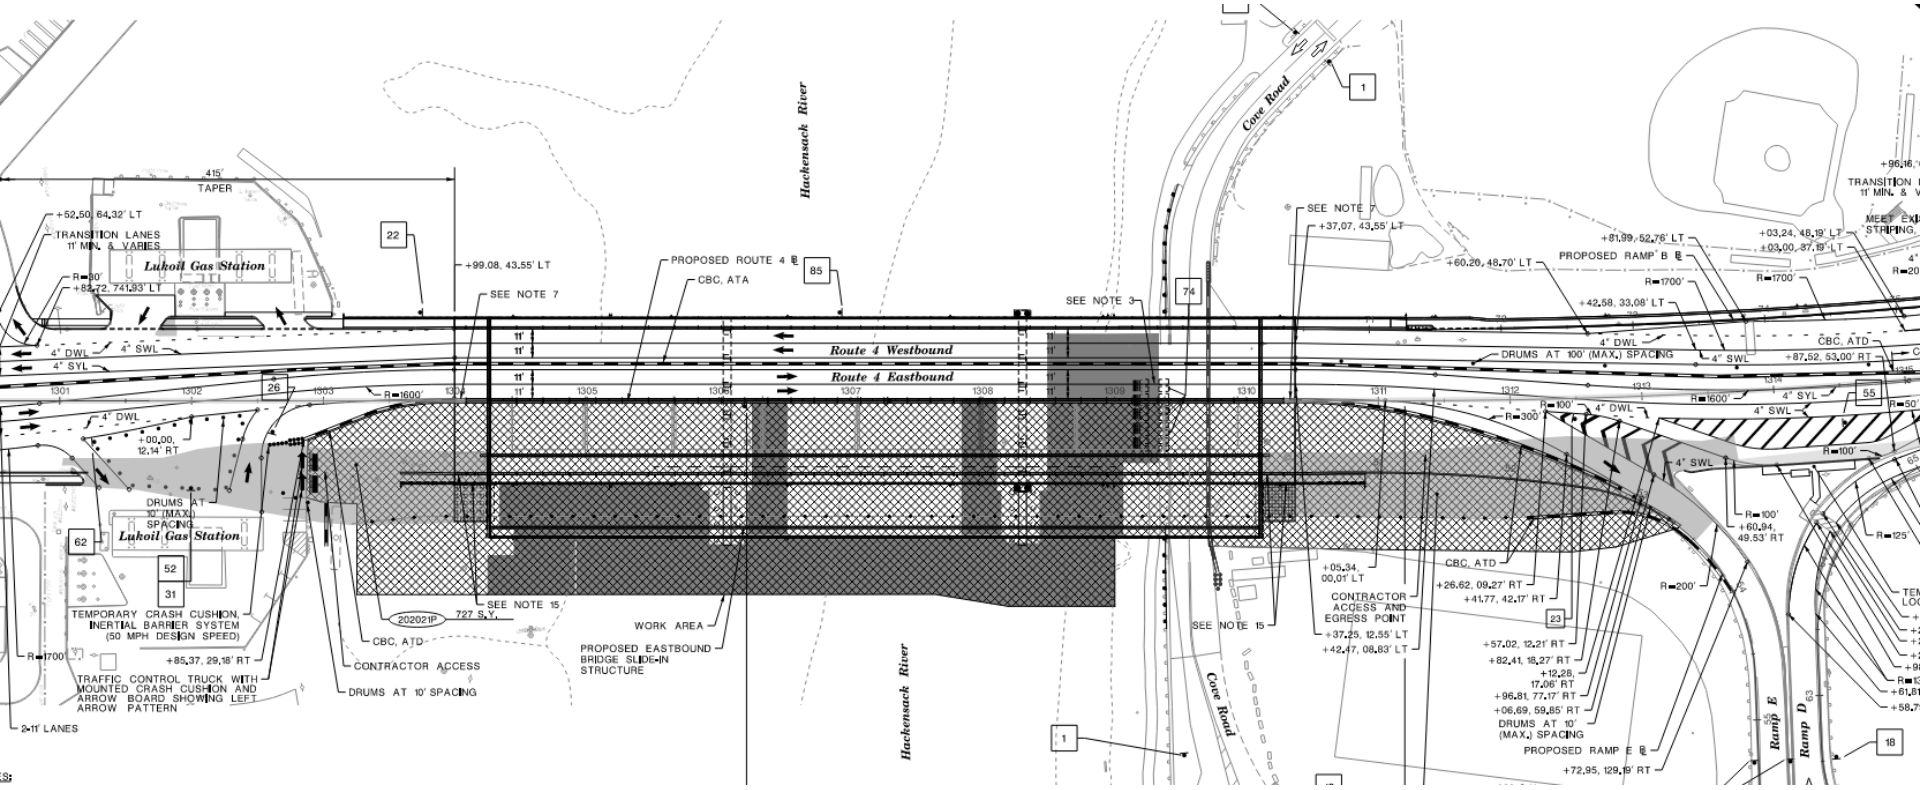 415'
TAPER
+52.50, 64.32' LT
TRANSITION LANES
11' MIN. & VARIES
Lukoil Gas Station
R=30'
+82.72, 741.93' LT
22
+99.08, 43.55' LT
SEE NOTE 7
PROPOSED ROUTE 4 ℄
CBC, ATA
85
Hackensack River
SEE NOTE 3
74
Cove Road
1
SEE NOTE 7
+37.07, 43.55' LT
+60.20, 48.70' LT
+81.99, 52.76' LT
PROPOSED RAMP B ℄
R=1700'
+42.58, 33.08' LT
+03.24, 48.19' LT
+03.00, 37.19' LT
R=1700'
TRANSITION
11' MIN. &
MEET
STRIPING,
4" DWL
4" SWL
4" SYL
11'
11'
Route 4 Westbound
11'
11'
Route 4 Eastbound
11'
11'
11'
11'
4" DWL
DRUMS AT 100' (MAX.) SPACING
4" SWL
CBC, ATD
+87.52, 53.00' RT
26
1301
1302
1303
1304
1305
1306
1307
1308
1309
1310
1311
1312
1313
1314
1315
R=1600'
4" DWL
+00.00,
12.14' RT
R=300'
R=100'
4" DWL
R=1600'
4" SYL
4" SWL
55
R=50'
R=100'
4" SWL
DRUMS AT
10' (MAX.)
SPACING
Lukoil Gas Station
62
52
31
TEMPORARY CRASH CUSHION,
INERTIAL BARRIER SYSTEM
(50 MPH DESIGN SPEED)
+85.37, 29.18' RT
R=1700'
TRAFFIC CONTROL TRUCK WITH
MOUNTED CRASH CUSHION AND
ARROW BOARD SHOWING LEFT
ARROW PATTERN
2-11' LANES
202021P
727 S.Y.
SEE NOTE 15
CBC, ATD
CONTRACTOR ACCESS
DRUMS AT 10' SPACING
WORK AREA
PROPOSED EASTBOUND
BRIDGE SLIDE-IN
STRUCTURE
Hackensack River
1
Cove Road
SEE NOTE 15
+05.34,
00.01' LT
CONTRACTOR
ACCESS AND
EGRESS POINT
+37.25, 12.55' LT
+42.47, 08.83' LT
CBC, ATD
+26.62, 09.27' RT
+41.77, 42.17' RT
23
+57.02, 12.21' RT
+82.41, 18.27' RT
+12.28,
17.06' RT
+96.81, 77.17' RT
+06.69, 59.85' RT
DRUMS AT 10'
(MAX.) SPACING
PROPOSED RAMP E ℄
+72.95, 129.19' RT
R=200'
R=100'
+60.94,
49.53' RT
R=125'
Ramp E
Ramp D
63
18